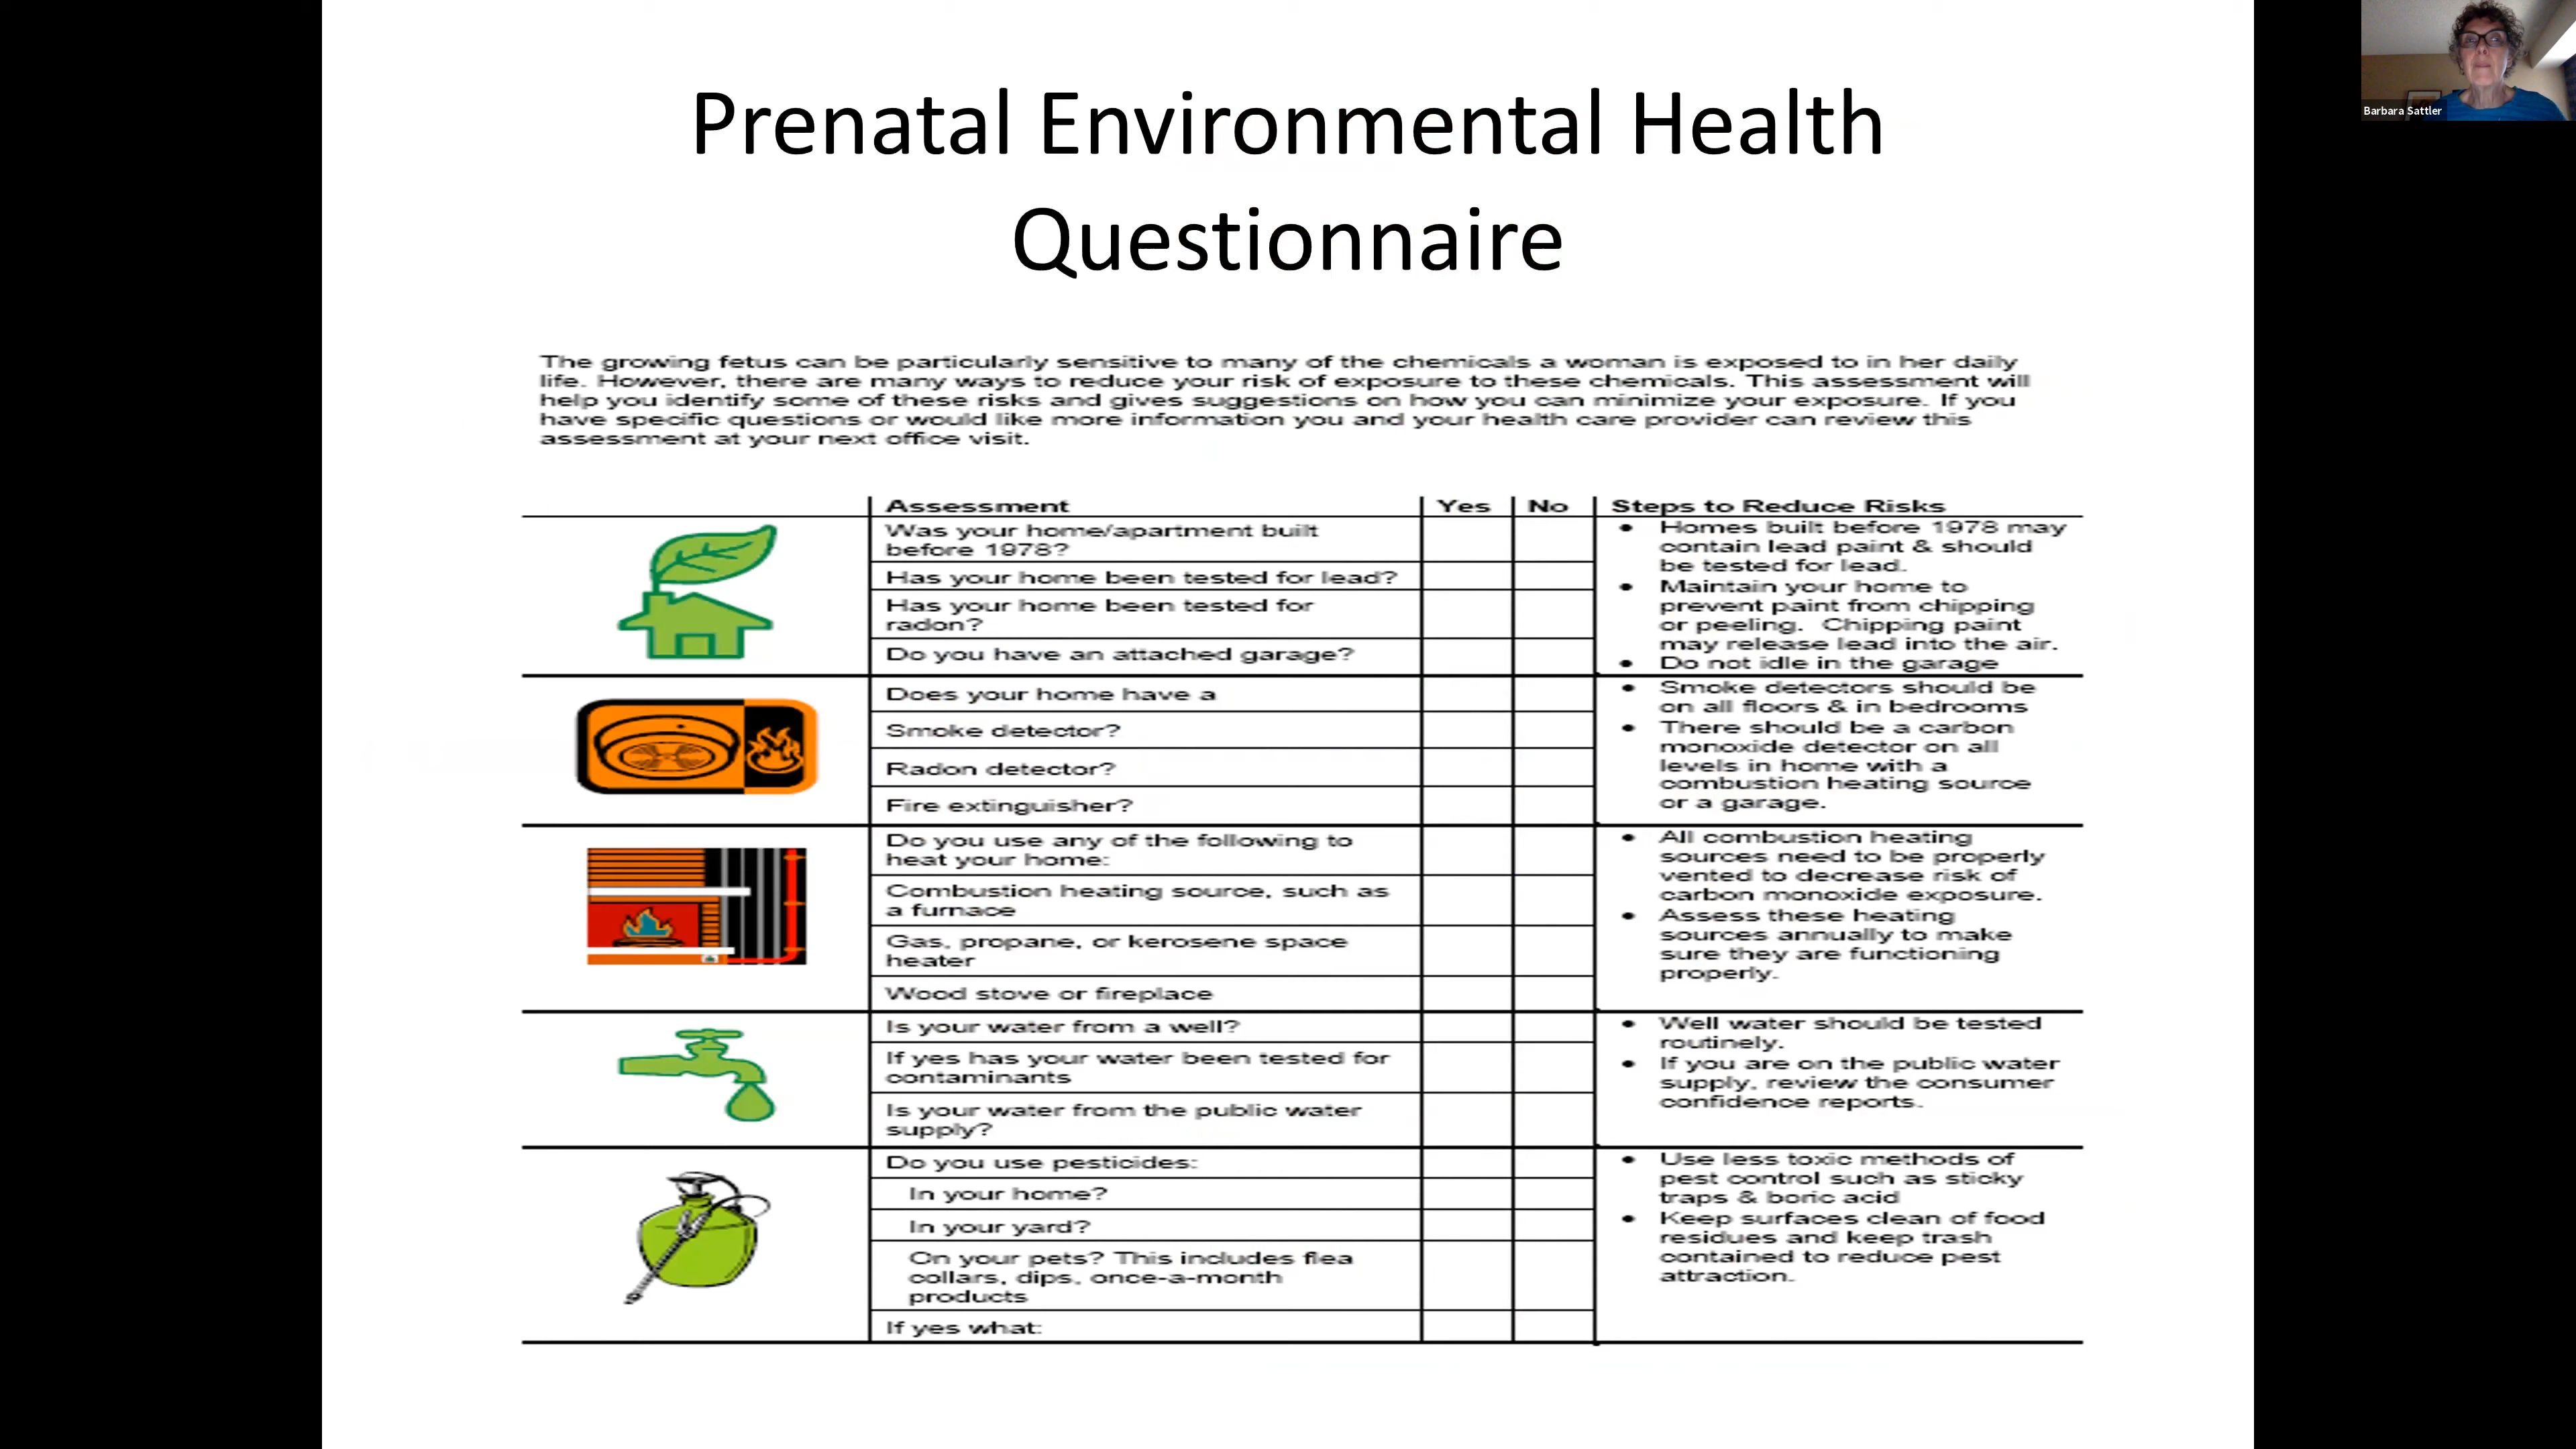 Prenatal Environmental Health
Questionnaire
Barbara Sattler
The growing fetus can be particularly sensitive to many of the chemicals a woman is exposed to in her daily
life. However, there are many ways to reduce your risk of exposure to these chemicals. This assessment will
help you identify some of these risks and gives suggestions on how you can minimize your exposure. If you
have specific questions or would like more information you and your health care provider can review this
assessment at your next office visit.
Assessment Yes No Steps to Reduce Risks
Was your home/apartment built
before 1978?
Has your home been tested for lead?
Has your home been tested for
radon?
Do you have an attached garage?
• Homes built before 1978 may
contain lead paint & should
be tested for lead.
• Maintain your home to
prevent paint from chipping
or peeling. Chipping paint
may release lead into the air.
• Do not idle in the garage
Does your home have a
Smoke detector?
Radon detector?
Fire extinguisher?
• Smoke detectors should be
on all floors & in bedrooms
• There should be a carbon
monoxide detector on all
levels in home with a
combustion heating source
or a garage.
Do you use any of the following to
heat your home:
Combustion heating source, such as
a furnace
Gas, propane, or kerosene space
heater
Wood stove or fireplace
• All combustion heating
sources need to be properly
vented to decrease risk of
carbon monoxide exposure.
• Assess these heating
sources annually to make
sure they are functioning
properly.
Is your water from a well?
If yes has your water been tested for
contaminants
Is your water from the public water
supply?
• Well water should be tested
routinely.
• If you are on the public water
supply, review the consumer
confidence reports.
Do you use pesticides:
In your home?
In your yard?
On your pets? This includes flea
collars, dips, once-a-month
products
If yes what:
• Use less toxic methods of
pest control such as sticky
traps & boric acid
• Keep surfaces clean of food
residues and keep trash
contained to reduce pest
attraction.